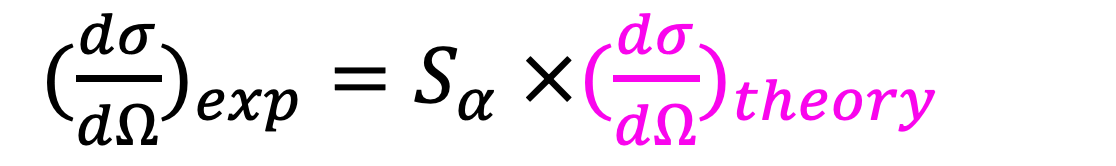 (dσ/dΩ)_exp = S_α × (dσ/dΩ)_theory